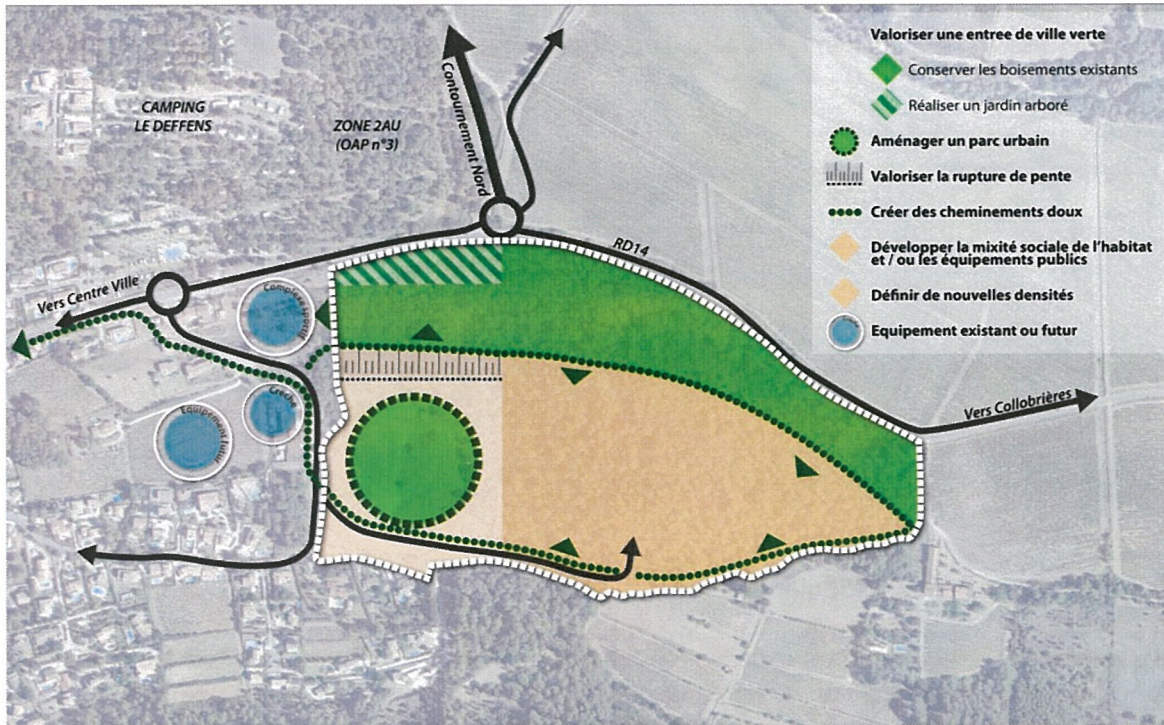 CAMPING
LE DEFFENS
ZONE 2AU
(OAP n°3)
Contournement Nord
RD14
Vers Centre Ville
Complexe sportif
Crèche
Equipement futur
Vers Collobrières
Valoriser une entree de ville verte
Conserver les boisements existants
Réaliser un jardin arboré
Aménager un parc urbain
Valoriser la rupture de pente
Créer des cheminements doux
Développer la mixité sociale de l'habitat
et / ou les équipements publics
Définir de nouvelles densités
Equipement existant ou futur